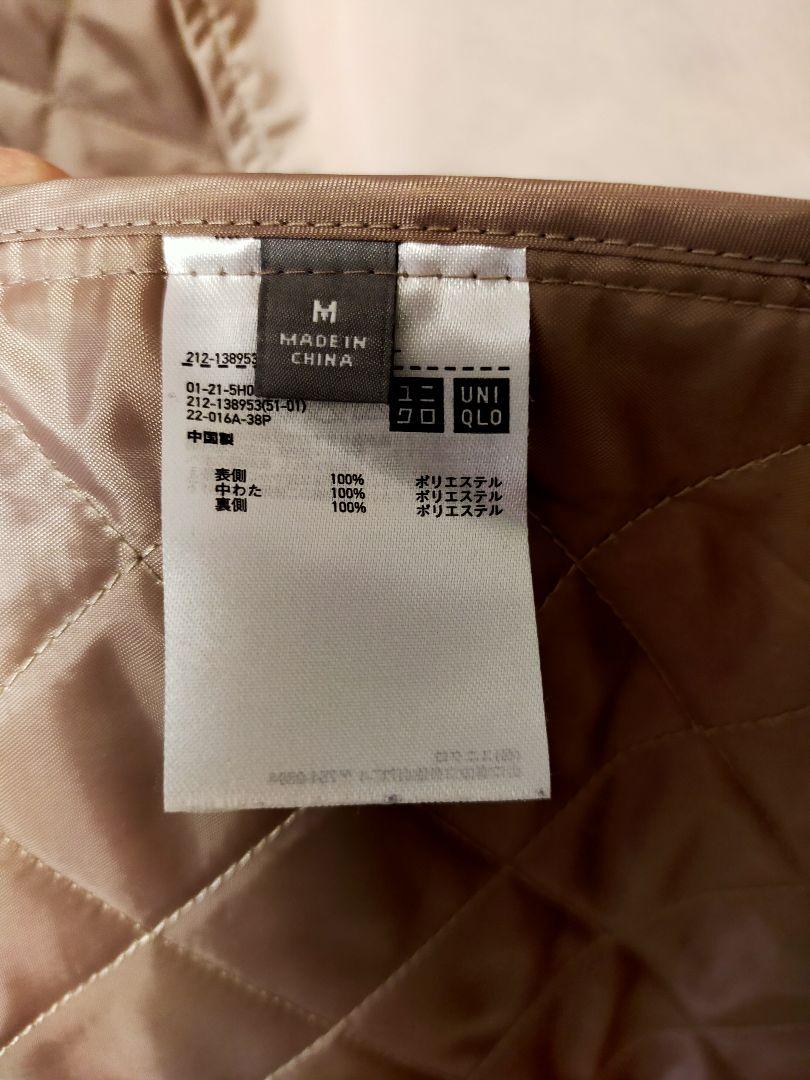 M
MADE IN
CHINA
212-138953
01-21-5H0
212-138953(51-01)
22-016A-38P
中国製
ユニ
クロ
UNI
QLO
表側 100% ポリエステル
中わた 100% ポリエステル
裏側 100% ポリエステル